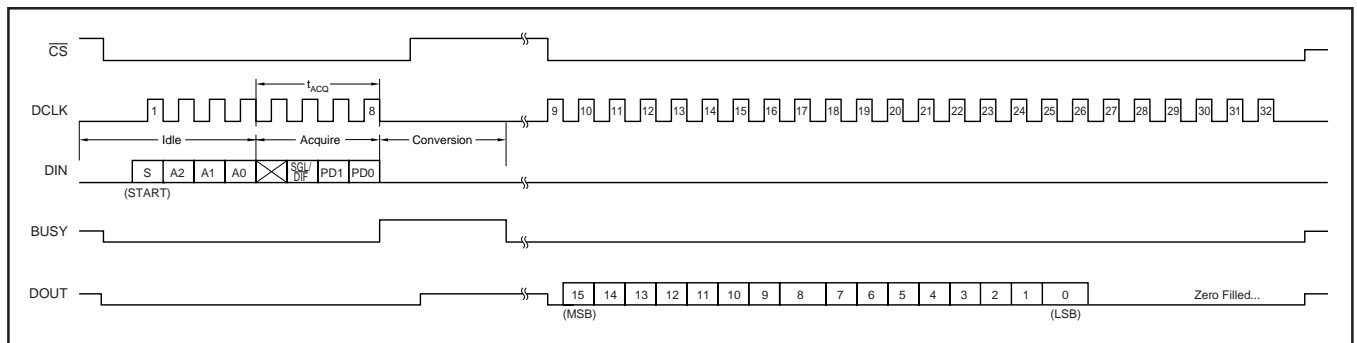 CS
tACQ
DCLK 1 8 9 10 11 12 13 14 15 16 17 18 19 20 21 22 23 24 25 26 27 28 29 30 31 32
Idle Acquire Conversion
DIN S A2 A1 A0 SGL/DIF PD1 PD0
(START)
BUSY
DOUT 15 14 13 12 11 10 9 8 7 6 5 4 3 2 1 0 Zero Filled...
(MSB) (LSB)